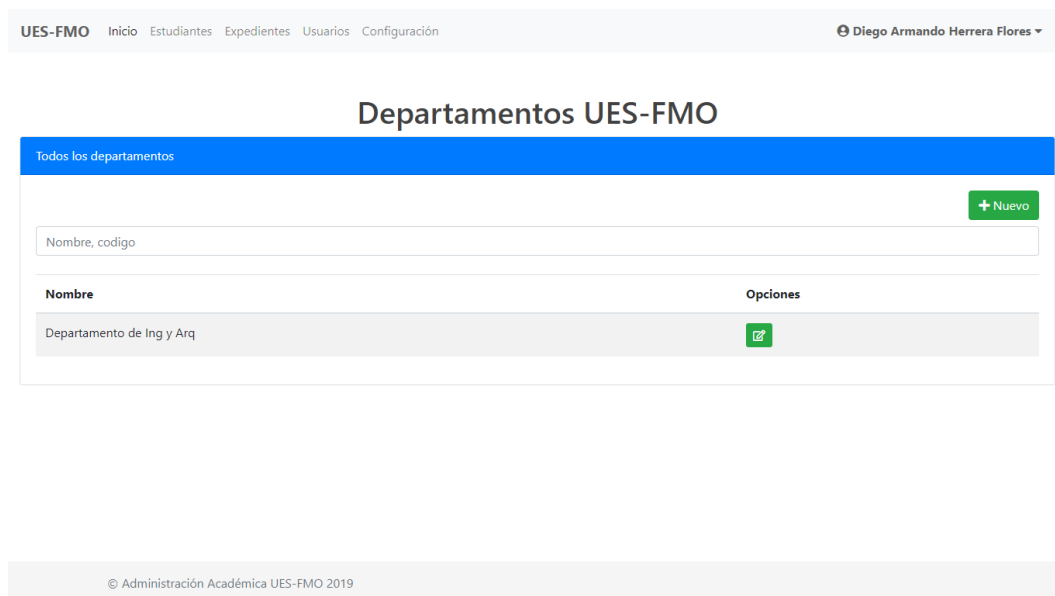 UES-FMO Inicio Estudiantes Expedientes Usuarios Configuración Diego Armando Herrera Flores
Departamentos UES-FMO
Todos los departamentos
Nuevo
Nombre, codigo
Nombre Opciones
Departamento de Ing y Arq
© Administración Académica UES-FMO 2019